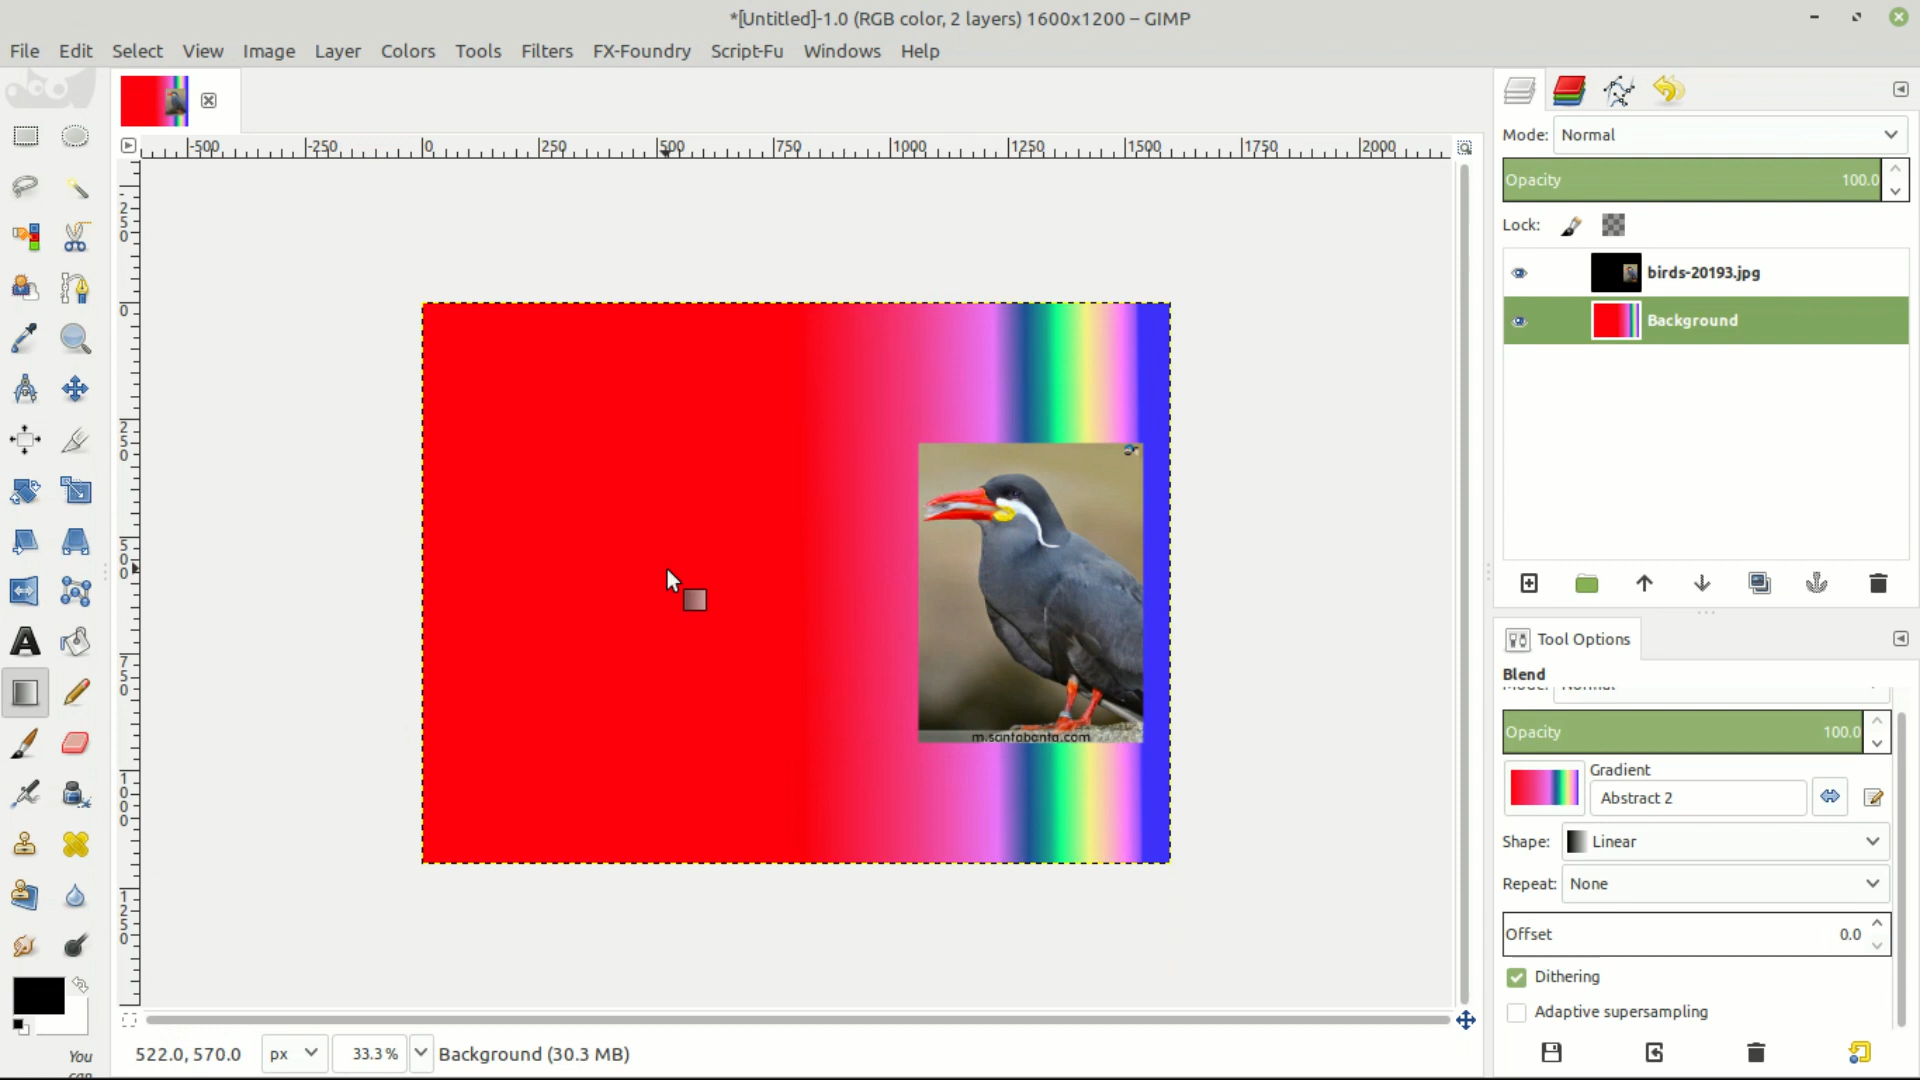 *[Untitled]-1.0 (RGB color, 2 layers) 1600x1200 – GIMP
File Edit Select View Image Layer Colors Tools Filters FX-Foundry Script-Fu Windows Help
-500 -250 0 250 500 750 1000 1250 1500 1750 2000
250
0
250
500
750
1000
1250
m.santabanta.com
Mode: Normal
Opacity 100.0
Lock:
birds-20193.jpg
Background
Tool Options
Blend
Mode: Normal
Opacity 100.0
Gradient
Abstract 2
Shape: Linear
Repeat: None
Offset 0.0
Dithering
Adaptive supersampling
You
can
522.0, 570.0 px 33.3 % Background (30.3 MB)